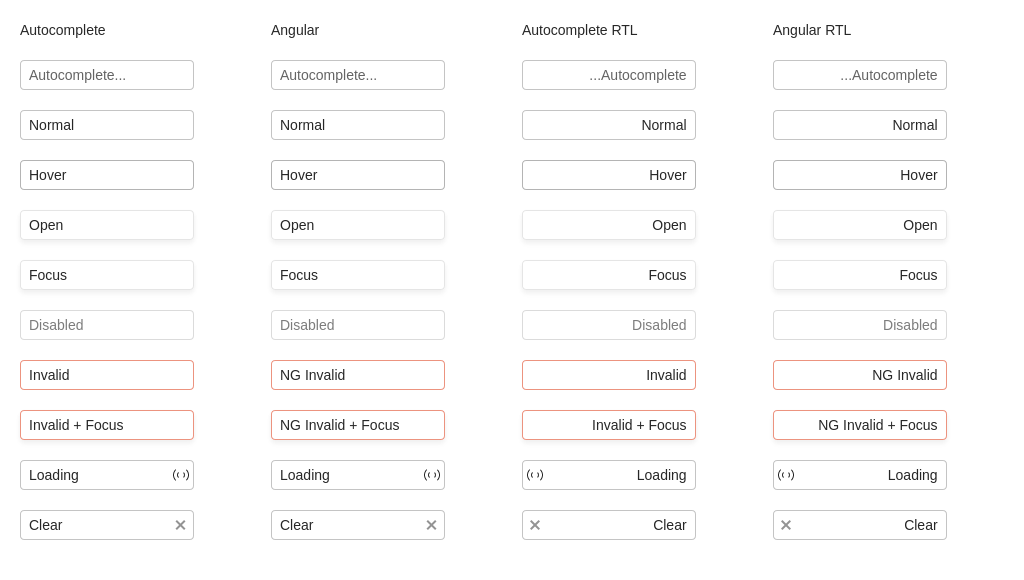 Autocomplete Angular Autocomplete RTL Angular RTL
Autocomplete... Autocomplete... ...Autocomplete ...Autocomplete
Normal Normal Normal Normal
Hover Hover Hover Hover
Open Open Open Open
Focus Focus Focus Focus
Disabled Disabled Disabled Disabled
Invalid NG Invalid Invalid NG Invalid
Invalid + Focus NG Invalid + Focus Invalid + Focus NG Invalid + Focus
Loading Loading Loading Loading
Clear Clear Clear Clear